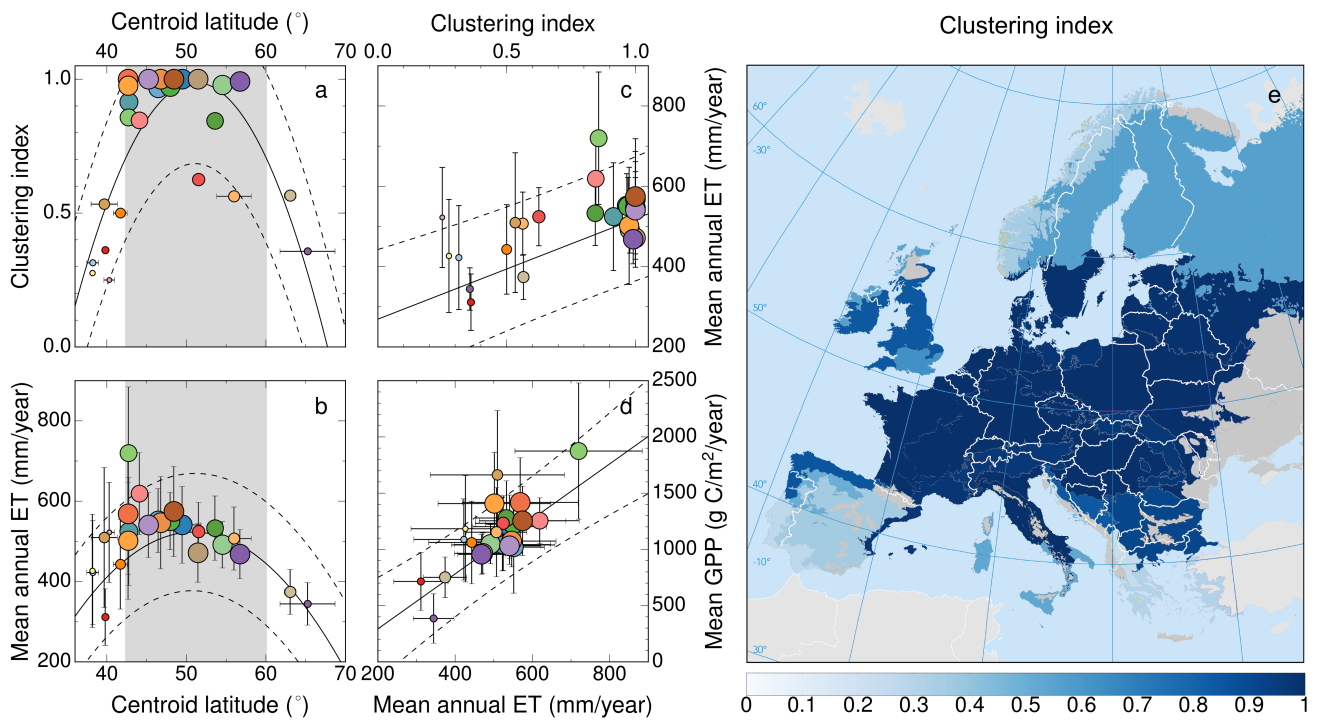 Centroid latitude (°)
40 50 60 70
Clustering index
0.0 0.5 1.0
Clustering index
a
Clustering index
1.0
0.5
0.0
c
Mean annual ET (mm/year)
800
600
400
200
e
60°
-30°
50°
40°
-10°
30°
b
Mean annual ET (mm/year)
800
600
400
200
40 50 60 70
Centroid latitude (°)
d
Mean GPP (g C/m²/year)
2500
2000
1500
1000
500
0
200 400 600 800
Mean annual ET (mm/year)
0 0.1 0.2 0.3 0.4 0.5 0.6 0.7 0.8 0.9 1